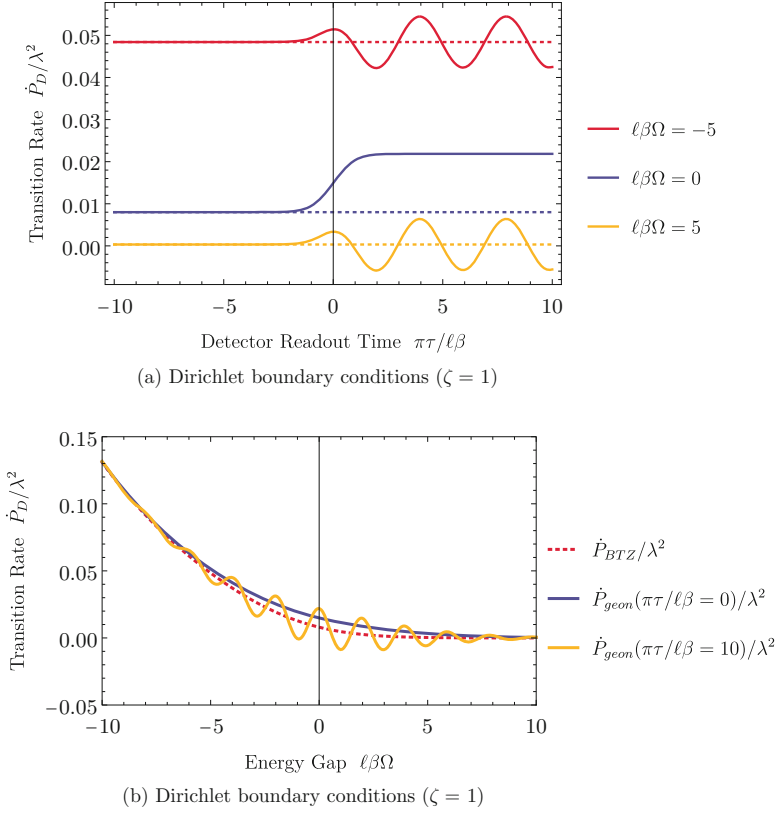 Transition Rate Ṗ_D/λ²
0.05
0.04
0.03
0.02
0.01
0.00
−10 −5 0 5 10
Detector Readout Time πτ/ℓβ
ℓβΩ = −5
ℓβΩ = 0
ℓβΩ = 5
(a) Dirichlet boundary conditions (ζ = 1)
Transition Rate Ṗ_D/λ²
0.15
0.10
0.05
0.00
−0.05
−10 −5 0 5 10
Energy Gap ℓβΩ
Ṗ_BTZ/λ²
Ṗ_geon(πτ/ℓβ = 0)/λ²
Ṗ_geon(πτ/ℓβ = 10)/λ²
(b) Dirichlet boundary conditions (ζ = 1)